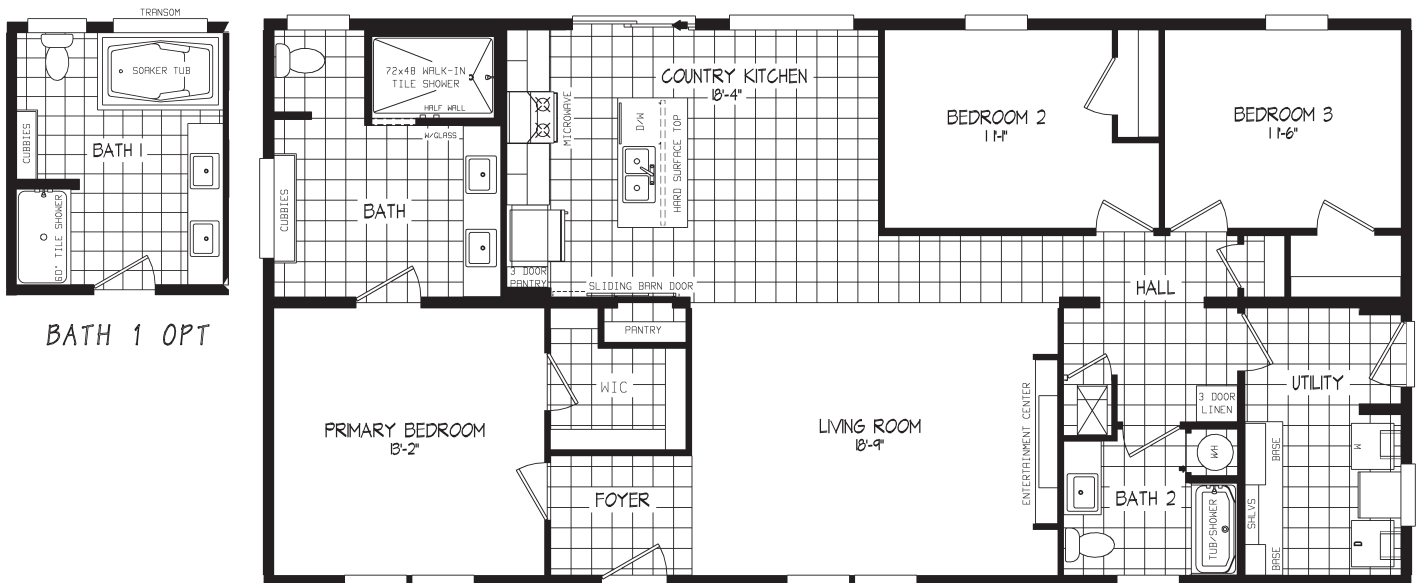 TRANSOM
SOAKER TUB
CUBBIES
BATH 1
60" TILE SHOWER
BATH 1 OPT
72x48 WALK-IN
TILE SHOWER
HALF WALL
W/GLASS
CUBBIES
BATH
MICROWAVE
3 DOOR
PANTRY
COUNTRY KITCHEN
18'-4"
D/W
HARD SURFACE TOP
SLIDING BARN DOOR
PANTRY
WIC
PRIMARY BEDROOM
13'-2"
FOYER
LIVING ROOM
18'-9"
ENTERTAINMENT CENTER
BEDROOM 2
11'-1"
BEDROOM 3
11'-6"
HALL
3 DOOR
LINEN
W/H
BATH 2
TUB/SHOWER
UTILITY
BASE
SHLVS
BASE
W
D